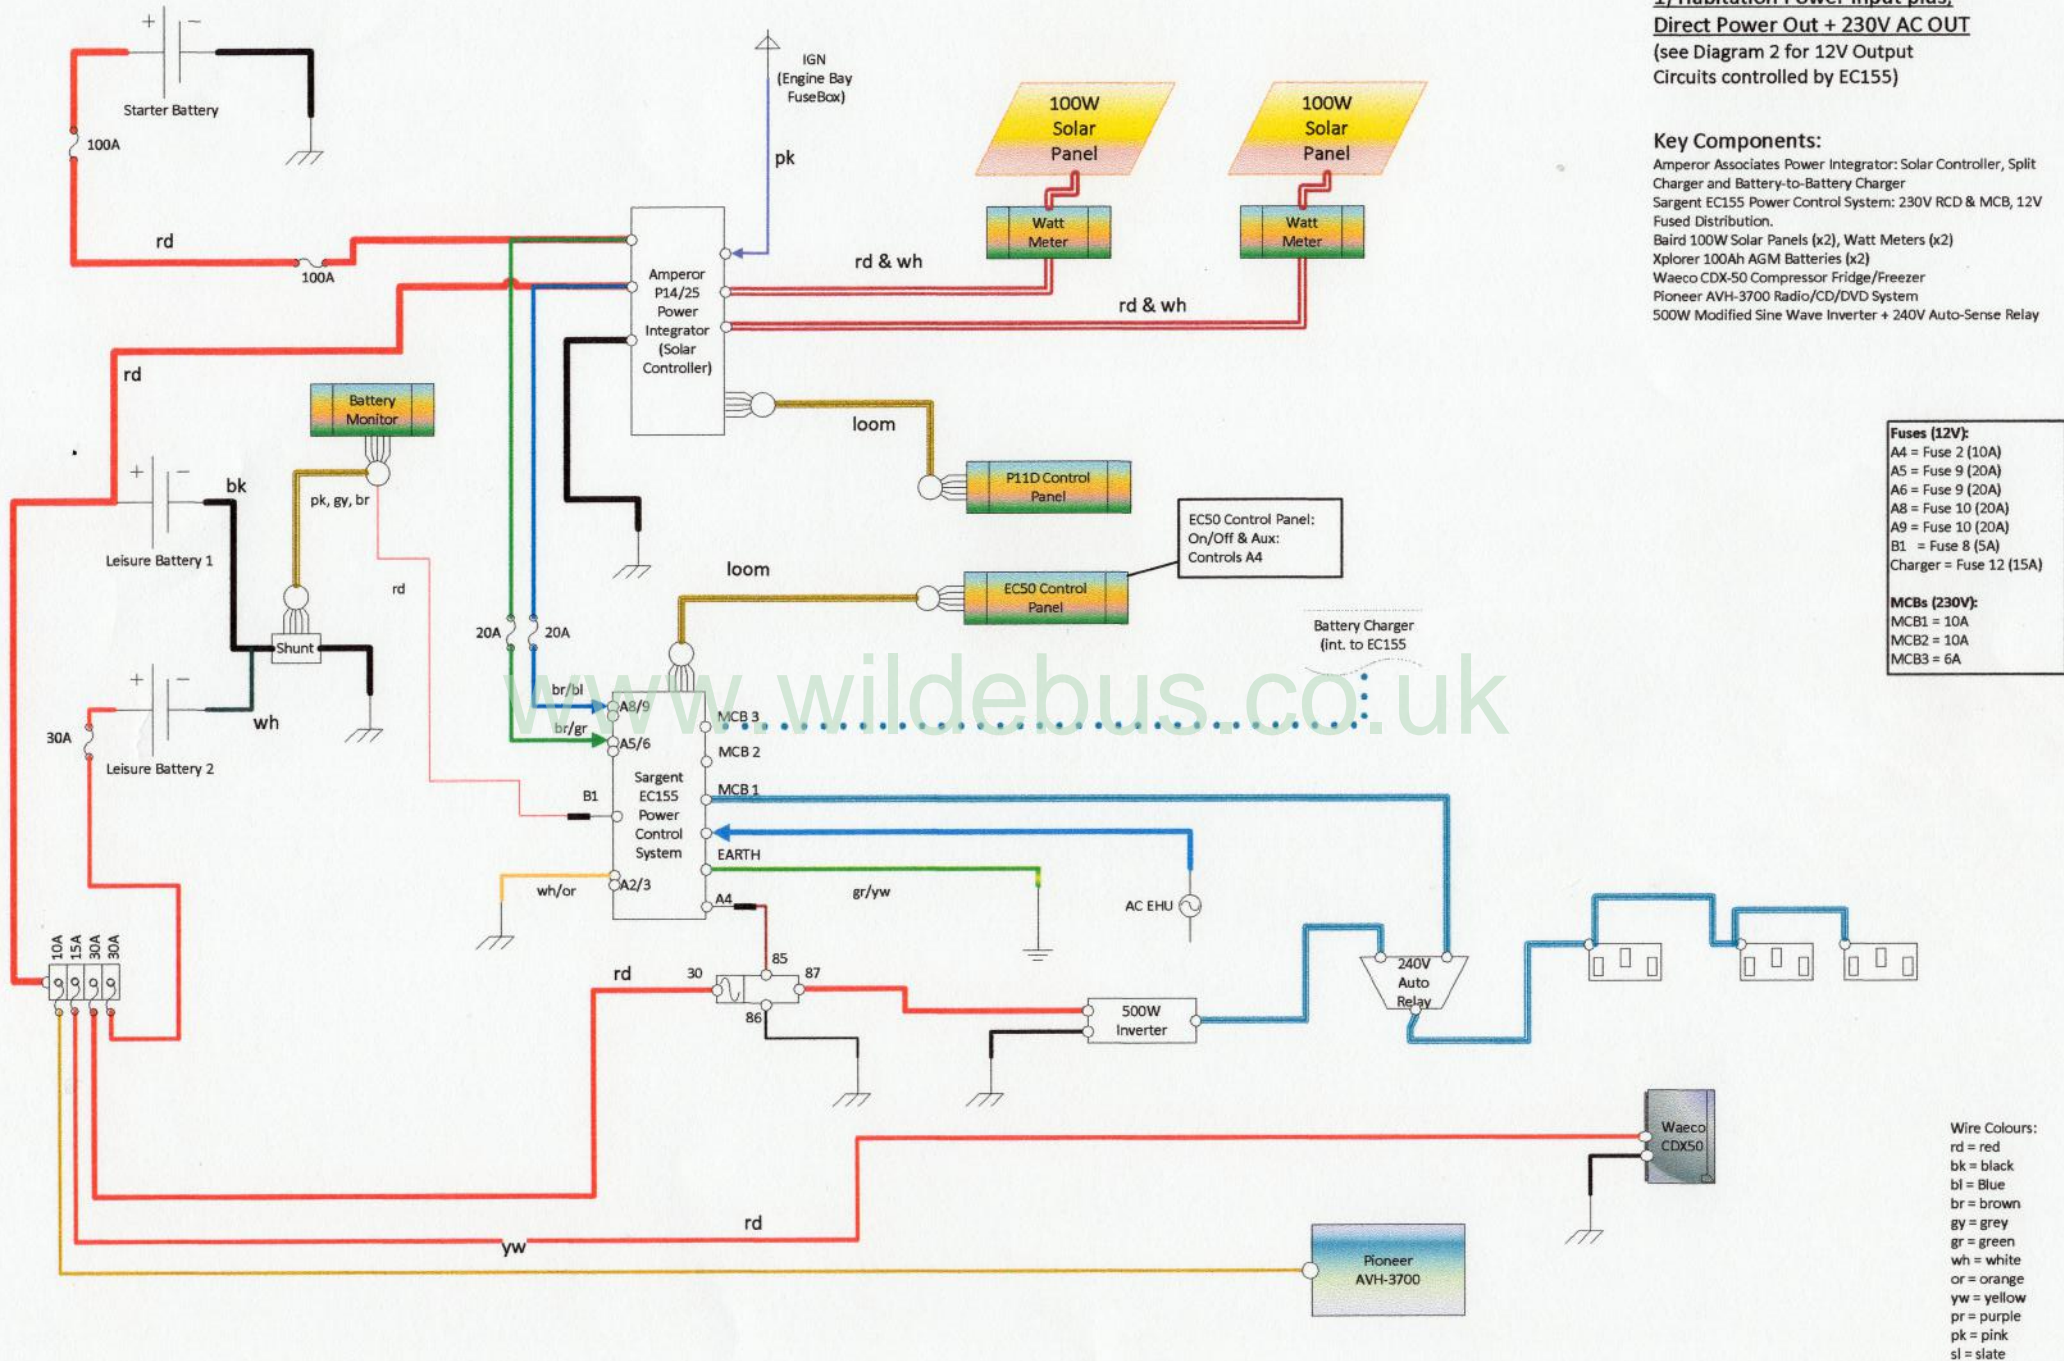 1) Habitation Power Input plus,
Direct Power Out + 230V AC OUT
(see Diagram 2 for 12V Output
Circuits controlled by EC155)
Key Components:
Amperor Associates Power Integrator: Solar Controller, Split
Charger and Battery-to-Battery Charger
Sargent EC155 Power Control System: 230V RCD & MCB, 12V
Fused Distribution.
Baird 100W Solar Panels (x2), Watt Meters (x2)
Xplorer 100Ah AGM Batteries (x2)
Waeco CDX-50 Compressor Fridge/Freezer
Pioneer AVH-3700 Radio/CD/DVD System
500W Modified Sine Wave Inverter + 240V Auto-Sense Relay
Fuses (12V):
A4 = Fuse 2 (10A)
A5 = Fuse 9 (20A)
A6 = Fuse 9 (20A)
A8 = Fuse 10 (20A)
A9 = Fuse 10 (20A)
B1 = Fuse 8 (5A)
Charger = Fuse 12 (15A)
MCBs (230V):
MCB1 = 10A
MCB2 = 10A
MCB3 = 6A
+ −
Starter Battery
100A
rd
100A
IGN
(Engine Bay
FuseBox)
pk
100W
Solar
Panel
100W
Solar
Panel
Watt
Meter
Watt
Meter
rd & wh
rd & wh
Amperor
P14/25
Power
Integrator
(Solar
Controller)
loom
P11D Control
Panel
rd
Battery
Monitor
pk, gy, br
+ −
bk
Leisure Battery 1
rd
Shunt
+ −
wh
30A
Leisure Battery 2
EC50 Control Panel:
On/Off & Aux:
Controls A4
loom
EC50 Control
Panel
20A
20A
Battery Charger
(int. to EC155
www.wildebus.co.uk
br/bl
A8/9
br/gr
A5/6
MCB 3
MCB 2
MCB 1
Sargent
EC155
Power
Control
System
B1
EARTH
wh/or
A2/3
A4
gr/yw
AC EHU
10A
15A
30A
30A
rd
30
85
87
86
500W
Inverter
240V
Auto
Relay
Waeco
CDX50
rd
yw
Pioneer
AVH-3700
Wire Colours:
rd = red
bk = black
bl = Blue
br = brown
gy = grey
gr = green
wh = white
or = orange
yw = yellow
pr = purple
pk = pink
sl = slate